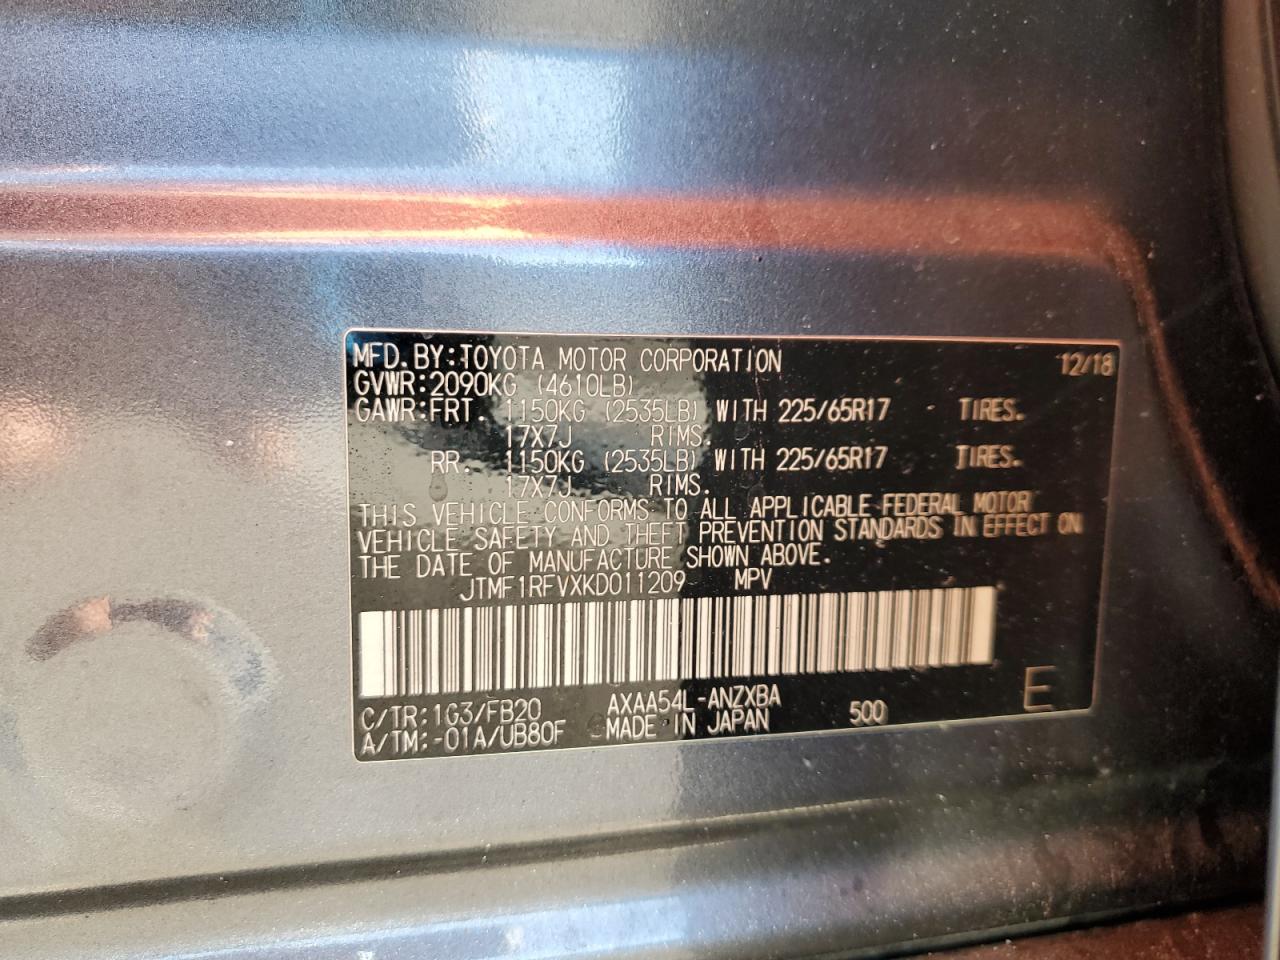 MFD. BY: TOYOTA MOTOR CORPORATION 12/18
GVWR: 2090KG (4610LB)
GAWR: FRT. 1150KG (2535LB) WITH 225/65R17 TIRES.
17X7J RIMS.
RR. 1150KG (2535LB) WITH 225/65R17 TIRES.
17X7J RIMS.
THIS VEHICLE CONFORMS TO ALL APPLICABLE FEDERAL MOTOR
VEHICLE SAFETY AND THEFT PREVENTION STANDARDS IN EFFECT ON
THE DATE OF MANUFACTURE SHOWN ABOVE.
JTMF1RFVXKD011209 MPV
C/TR: 1G3/FB20 AXAA54L-ANZXBA 500 E
A/TM: -01A/UB80F MADE IN JAPAN